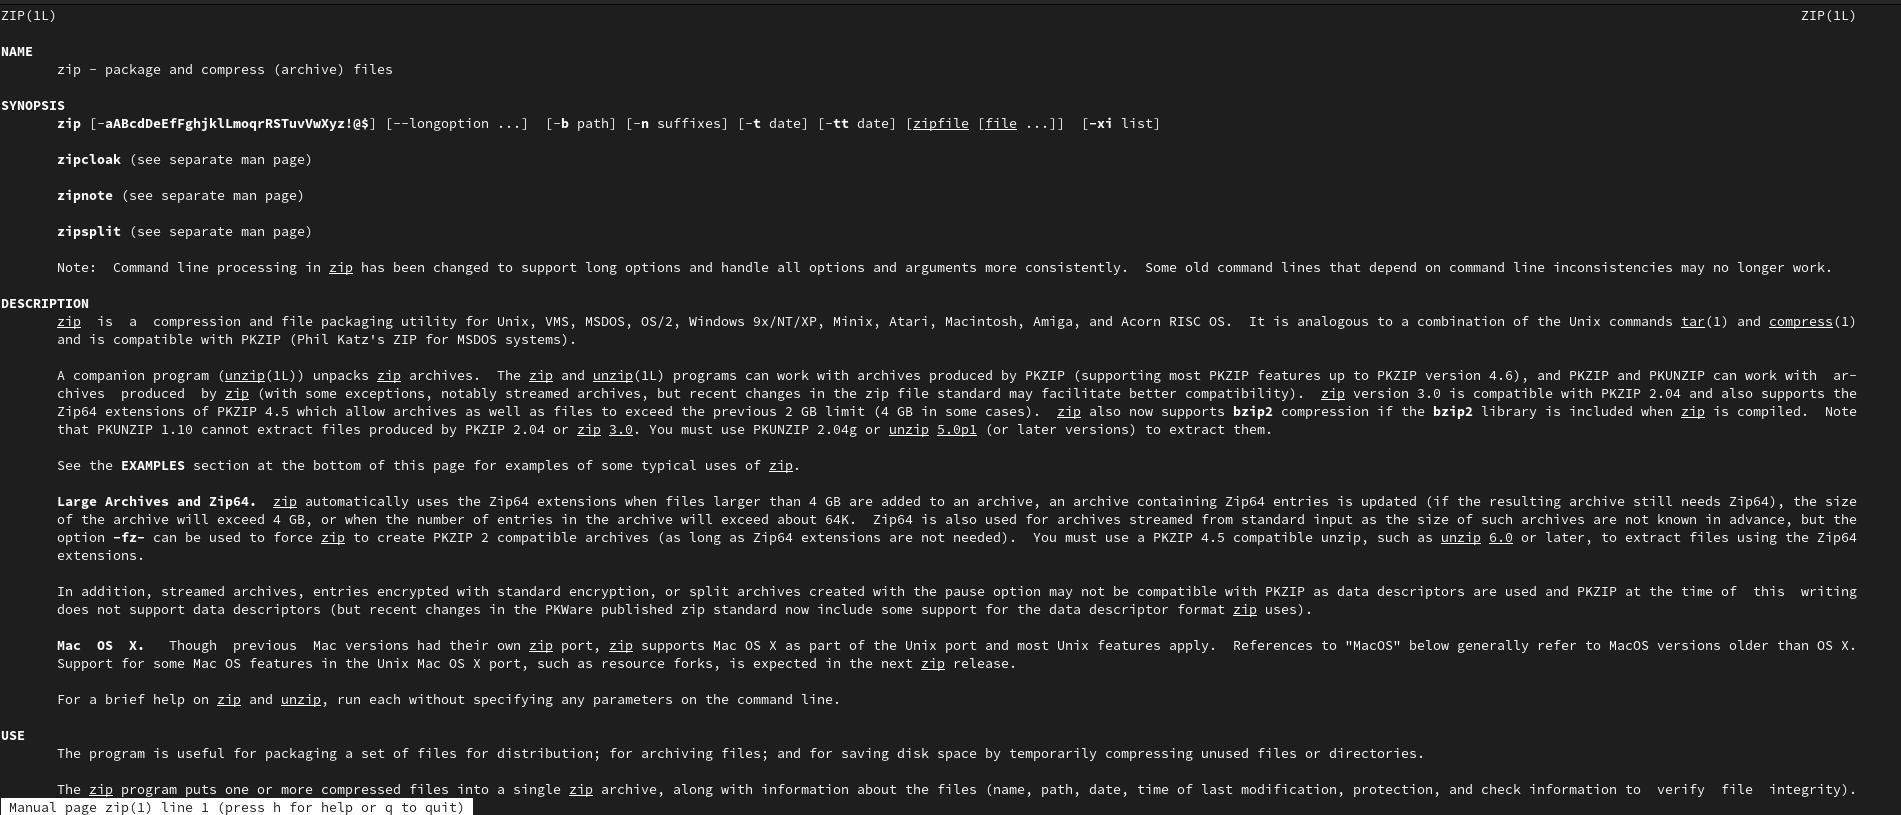 ZIP(1L) ZIP(1L)
NAME
zip - package and compress (archive) files
SYNOPSIS
zip [-aABcdDeEfFghjklLmoqrRSTuvVwXyz!@$] [--longoption ...]  [-b path] [-n suffixes] [-t date] [-tt date] [zipfile [file ...]]  [-xi list]
zipcloak (see separate man page)
zipnote (see separate man page)
zipsplit (see separate man page)
Note:  Command line processing in zip has been changed to support long options and handle all options and arguments more consistently.  Some old command lines that depend on command line inconsistencies may no longer work.
DESCRIPTION
zip  is  a  compression and file packaging utility for Unix, VMS, MSDOS, OS/2, Windows 9x/NT/XP, Minix, Atari, Macintosh, Amiga, and Acorn RISC OS.  It is analogous to a combination of the Unix commands tar(1) and compress(1)
and is compatible with PKZIP (Phil Katz's ZIP for MSDOS systems).
A companion program (unzip(1L)) unpacks zip archives.  The zip and unzip(1L) programs can work with archives produced by PKZIP (supporting most PKZIP features up to PKZIP version 4.6), and PKZIP and PKUNZIP can work with  ar-
chives  produced  by zip (with some exceptions, notably streamed archives, but recent changes in the zip file standard may facilitate better compatibility).  zip version 3.0 is compatible with PKZIP 2.04 and also supports the
Zip64 extensions of PKZIP 4.5 which allow archives as well as files to exceed the previous 2 GB limit (4 GB in some cases).  zip also now supports bzip2 compression if the bzip2 library is included when zip is compiled.  Note
that PKUNZIP 1.10 cannot extract files produced by PKZIP 2.04 or zip 3.0. You must use PKUNZIP 2.04g or unzip 5.0p1 (or later versions) to extract them.
See the EXAMPLES section at the bottom of this page for examples of some typical uses of zip.
Large Archives and Zip64.  zip automatically uses the Zip64 extensions when files larger than 4 GB are added to an archive, an archive containing Zip64 entries is updated (if the resulting archive still needs Zip64), the size
of the archive will exceed 4 GB, or when the number of entries in the archive will exceed about 64K.  Zip64 is also used for archives streamed from standard input as the size of such archives are not known in advance, but the
option -fz- can be used to force zip to create PKZIP 2 compatible archives (as long as Zip64 extensions are not needed).  You must use a PKZIP 4.5 compatible unzip, such as unzip 6.0 or later, to extract files using the Zip64
extensions.
In addition, streamed archives, entries encrypted with standard encryption, or split archives created with the pause option may not be compatible with PKZIP as data descriptors are used and PKZIP at the time of  this  writing
does not support data descriptors (but recent changes in the PKWare published zip standard now include some support for the data descriptor format zip uses).
Mac  OS  X.   Though  previous  Mac versions had their own zip port, zip supports Mac OS X as part of the Unix port and most Unix features apply.  References to "MacOS" below generally refer to MacOS versions older than OS X.
Support for some Mac OS features in the Unix Mac OS X port, such as resource forks, is expected in the next zip release.
For a brief help on zip and unzip, run each without specifying any parameters on the command line.
USE
The program is useful for packaging a set of files for distribution; for archiving files; and for saving disk space by temporarily compressing unused files or directories.
The zip program puts one or more compressed files into a single zip archive, along with information about the files (name, path, date, time of last modification, protection, and check information to  verify  file  integrity).
Manual page zip(1) line 1 (press h for help or q to quit)